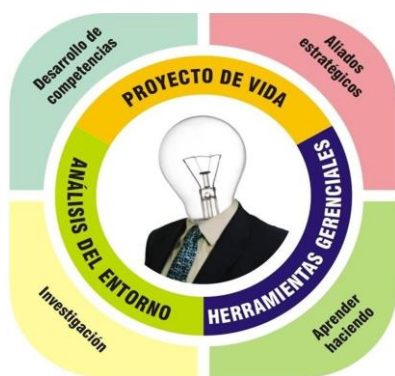 Desarrollo de
competencias
Aliados
estratégicos
PROYECTO DE VIDA
ANÁLISIS DEL ENTORNO
HERRAMIENTAS GERENCIALES
Investigación
Aprender
haciendo